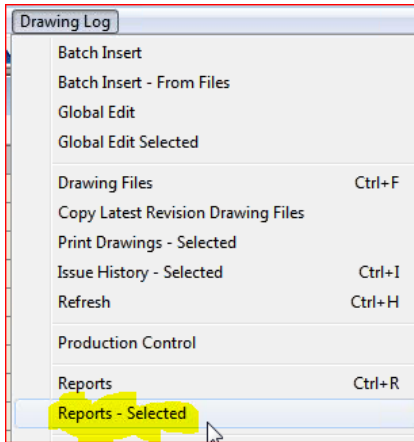 Drawing Log
Batch Insert
Batch Insert - From Files
Global Edit
Global Edit Selected
Drawing Files Ctrl+F
Copy Latest Revision Drawing Files
Print Drawings - Selected
Issue History - Selected Ctrl+I
Refresh Ctrl+H
Production Control
Reports Ctrl+R
Reports - Selected